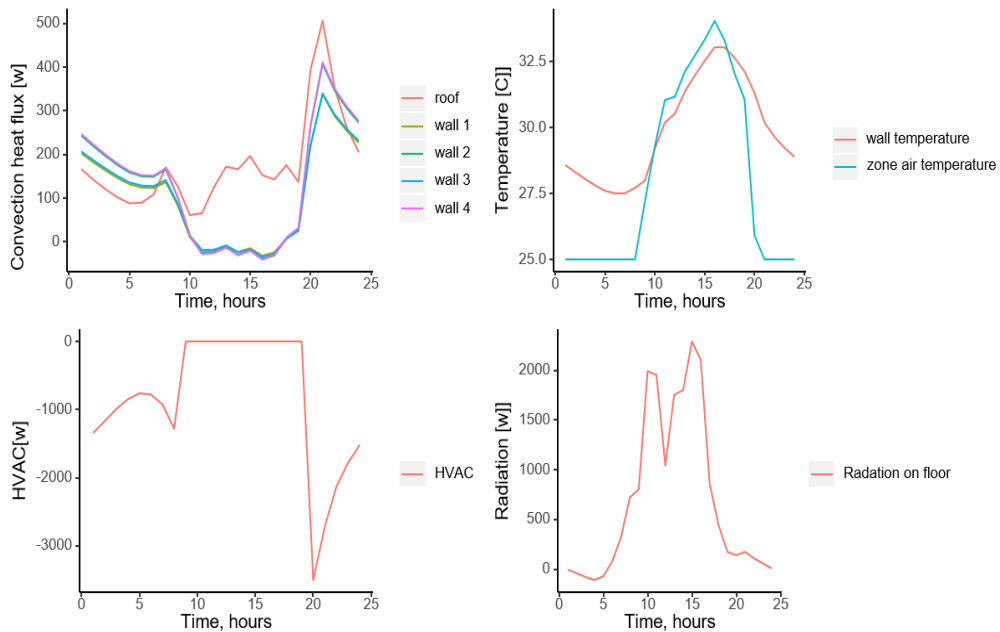 Convection heat flux [w]
500
400
300
200
100
0
0 5 10 15 20 25
Time, hours
roof
wall 1
wall 2
wall 3
wall 4
Temperature [C]]
32.5
30.0
27.5
25.0
0 5 10 15 20 25
Time, hours
wall temperature
zone air temperature
HVAC[w]
0
-1000
-2000
-3000
0 5 10 15 20 25
Time, hours
HVAC
Radiation [w]]
2000
1500
1000
500
0
0 5 10 15 20 25
Time, hours
Radation on floor